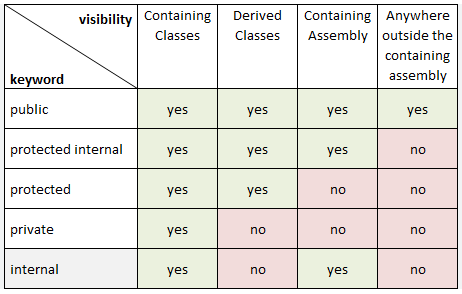 visibility
keyword
Containing Classes
Derived Classes
Containing Assembly
Anywhere outside the containing assembly
public yes yes yes yes
protected internal yes yes yes no
protected yes yes no no
private yes no no no
internal yes no yes no